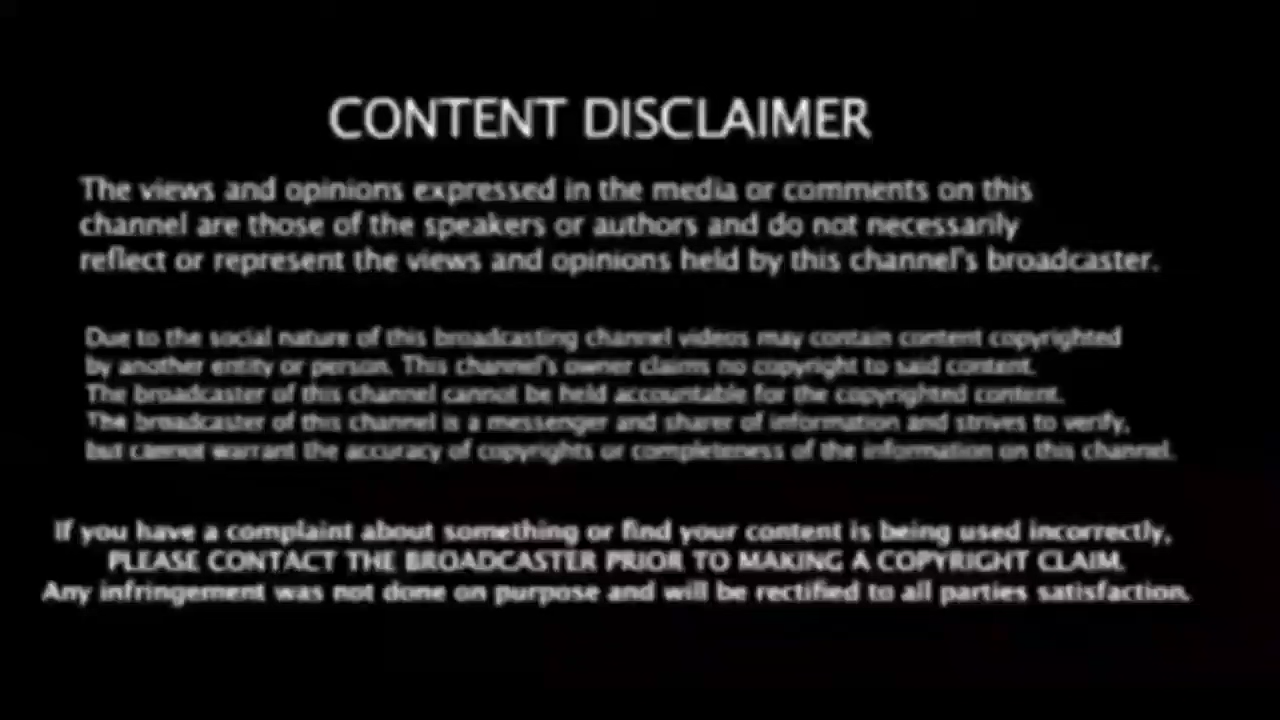 CONTENT DISCLAIMER
The views and opinions expressed in the media or comments on this
channel are those of the speakers or authors and do not necessarily
reflect or represent the views and opinions held by this channel's broadcaster.
Due to the social nature of this broadcasting channel videos may contain content copyrighted
by another entity or person. This channel's owner claims no copyright to said content.
The broadcaster of this channel cannot be held accountable for the copyrighted content.
The broadcaster of this channel is a messenger and sharer of information and strives to verify,
but cannot warrant the accuracy of copyrights or completeness of the information on this channel.
If you have a complaint about something or find your content is being used incorrectly,
PLEASE CONTACT THE BROADCASTER PRIOR TO MAKING A COPYRIGHT CLAIM.
Any infringement was not done on purpose and will be rectified to all parties satisfaction.